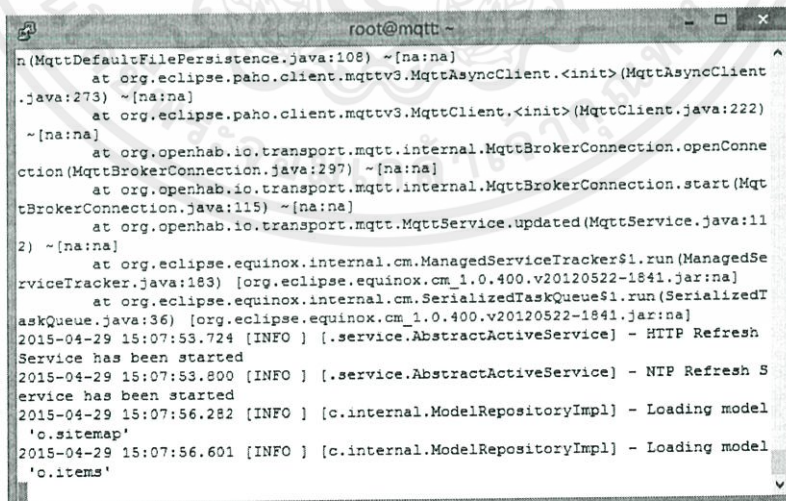 root@mqtt:~
n(MqttDefaultFilePersistence.java:108) ~[na:na]
        at org.eclipse.paho.client.mqttv3.MqttAsyncClient.<init>(MqttAsyncClient
.java:273) ~[na:na]
        at org.eclipse.paho.client.mqttv3.MqttClient.<init>(MqttClient.java:222)
 ~[na:na]
        at org.openhab.io.transport.mqtt.internal.MqttBrokerConnection.openConne
ction(MqttBrokerConnection.java:297) ~[na:na]
        at org.openhab.io.transport.mqtt.internal.MqttBrokerConnection.start(Mqt
tBrokerConnection.java:115) ~[na:na]
        at org.openhab.io.transport.mqtt.MqttService.updated(MqttService.java:11
2) ~[na:na]
        at org.eclipse.equinox.internal.cm.ManagedServiceTracker$1.run(ManagedSe
rviceTracker.java:183) [org.eclipse.equinox.cm_1.0.400.v20120522-1841.jar:na]
        at org.eclipse.equinox.internal.cm.SerializedTaskQueue$1.run(SerializedT
askQueue.java:36) [org.eclipse.equinox.cm_1.0.400.v20120522-1841.jar:na]
2015-04-29 15:07:53.724 [INFO ] [.service.AbstractActiveService] - HTTP Refresh
Service has been started
2015-04-29 15:07:53.800 [INFO ] [.service.AbstractActiveService] - NTP Refresh S
ervice has been started
2015-04-29 15:07:56.282 [INFO ] [c.internal.ModelRepositoryImpl] - Loading model
 'o.sitemap'
2015-04-29 15:07:56.601 [INFO ] [c.internal.ModelRepositoryImpl] - Loading model
 'o.items'